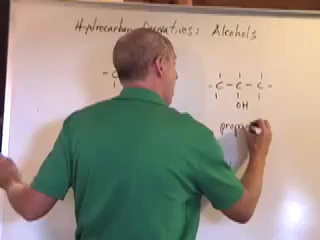 Hydrocarbon Derivatives: Alcohols
- C
- C - C - C -
OH
prop